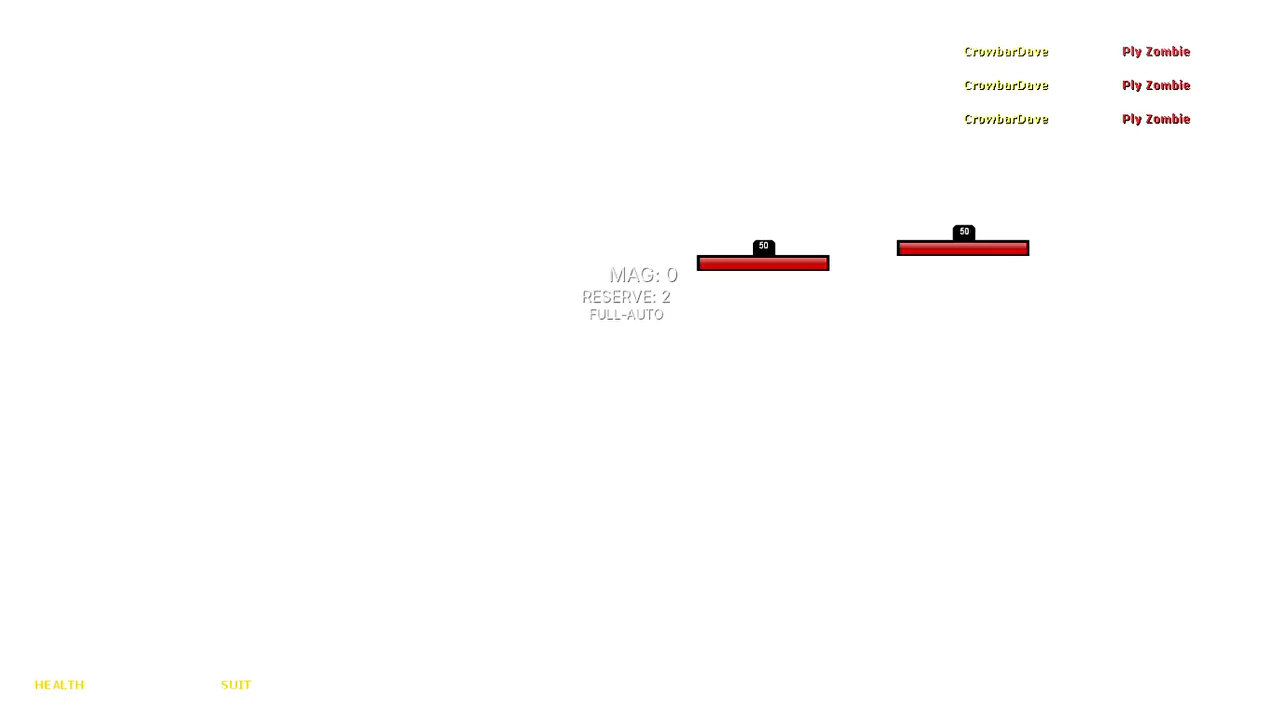 CrowbarDave Ply Zombie
CrowbarDave Ply Zombie
CrowbarDave Ply Zombie
50
50
MAG: 0
RESERVE: 2
FULL-AUTO
HEALTH SUIT